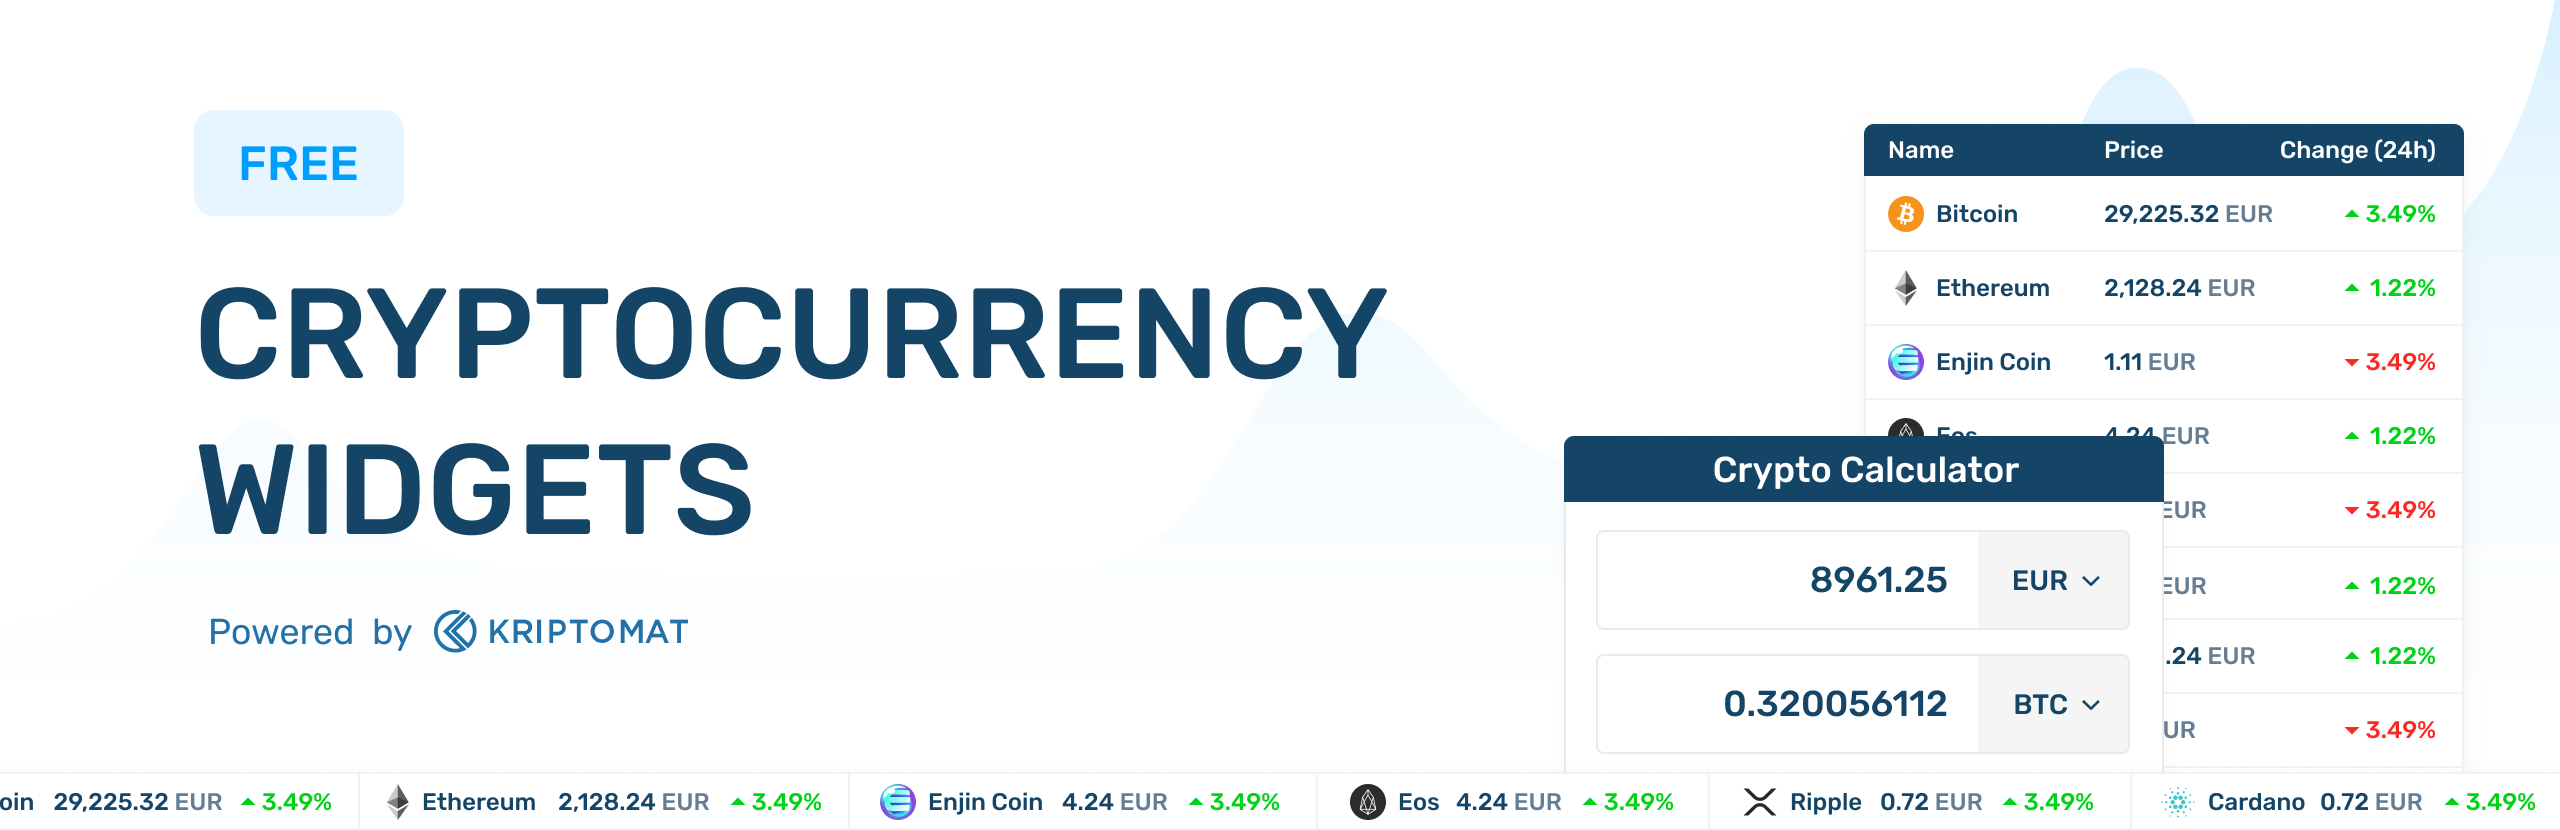 FREE
CRYPTOCURRENCY
WIDGETS
Powered by KRIPTOMAT
Name Price Change (24h)
Bitcoin 29,225.32 EUR 3.49%
Ethereum 2,128.24 EUR 1.22%
Enjin Coin 1.11 EUR 3.49%
Eos 4.24 EUR 1.22%
EUR 3.49%
EUR 1.22%
.24 EUR 1.22%
UR 3.49%
Crypto Calculator
8961.25 EUR
0.320056112 BTC
oin 29,225.32 EUR 3.49% Ethereum 2,128.24 EUR 3.49% Enjin Coin 4.24 EUR 3.49% Eos 4.24 EUR 3.49% Ripple 0.72 EUR 3.49% Cardano 0.72 EUR 3.49%